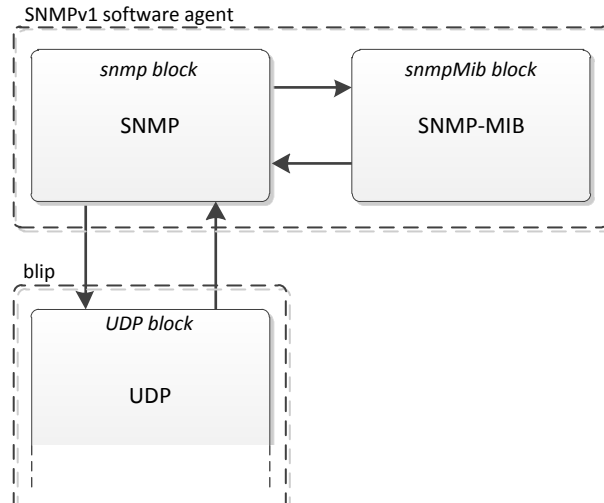 SNMPv1 software agent
snmp block
SNMP
snmpMib block
SNMP-MIB
blip
UDP block
UDP